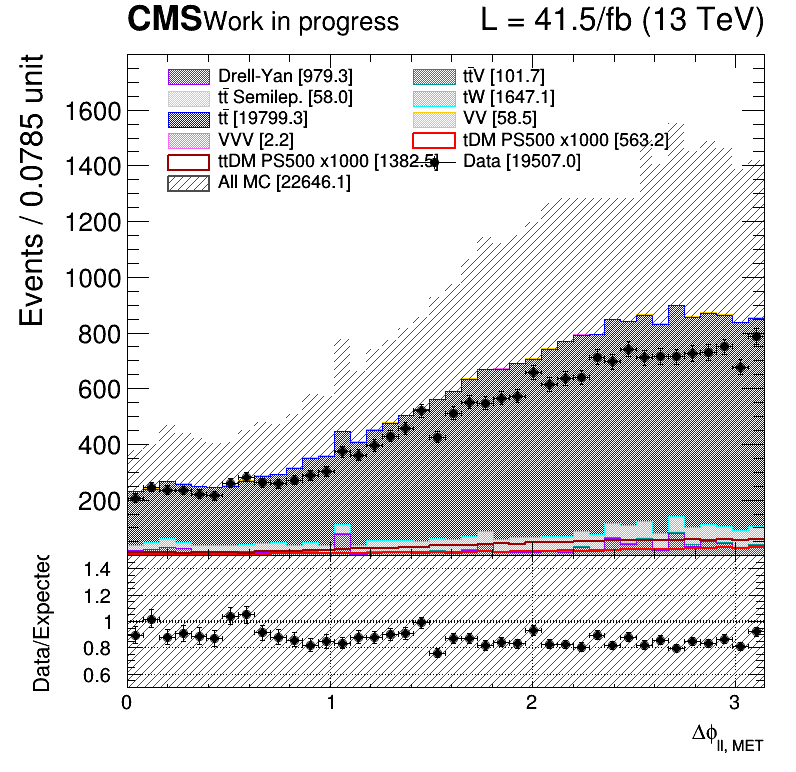 CMS Work in progress L = 41.5/fb (13 TeV)
Drell-Yan [979.3] tt̄V [101.7]
tt̄ Semilep. [58.0] tW [1647.1]
tt̄ [19799.3] VV [58.5]
VVV [2.2] tDM PS500 x1000 [563.2]
ttDM PS500 x1000 [1382.5] Data [19507.0]
All MC [22646.1]
Events / 0.0785 unit
1600
1400
1200
1000
800
600
400
200
Data/Expected
1.4
1.2
1
0.8
0.6
0 1 2 3
Δϕll, MET